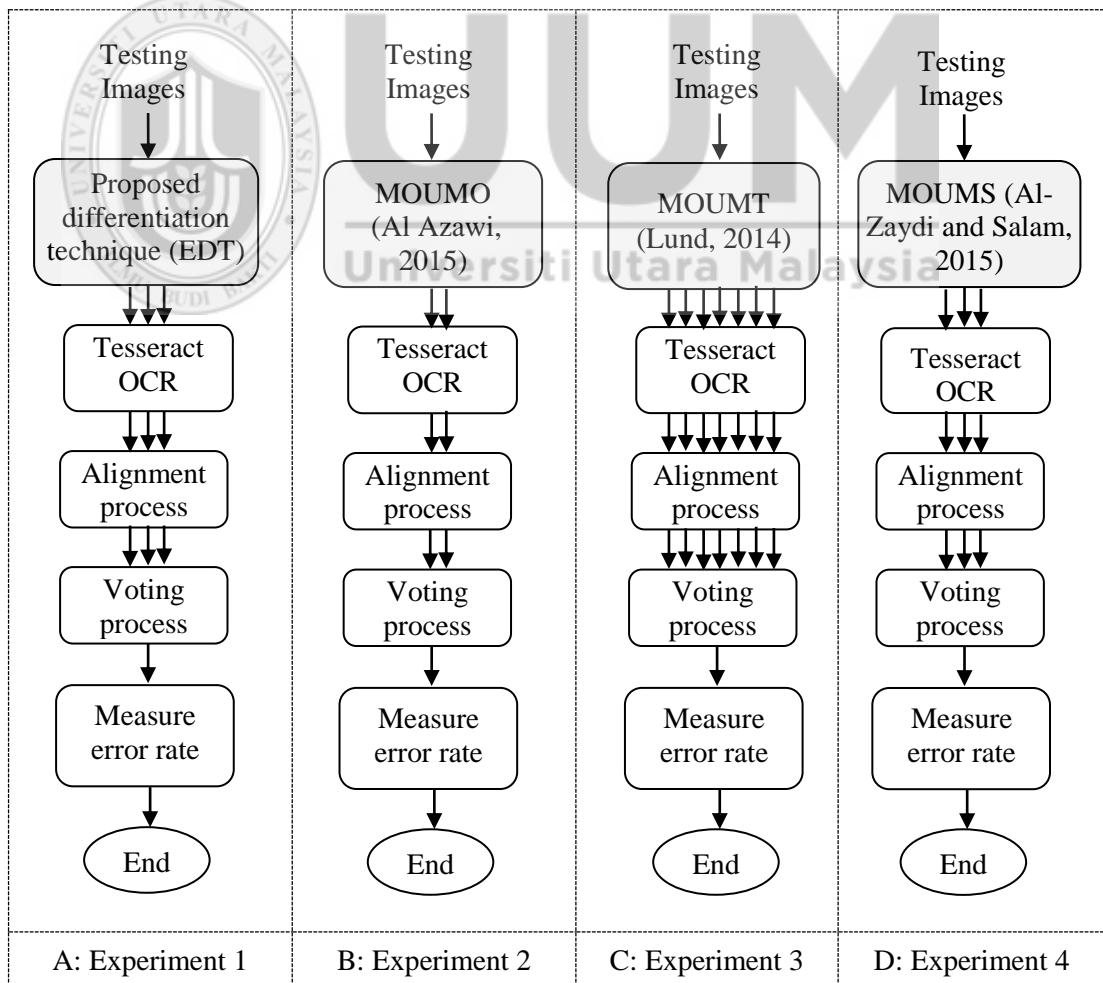 Testing
Images
Proposed
differentiation
technique (EDT)
Tesseract
OCR
Alignment
process
Voting
process
Measure
error rate
End
A: Experiment 1
Testing
Images
MOUMO
(Al Azawi,
2015)
Tesseract
OCR
Alignment
process
Voting
process
Measure
error rate
End
B: Experiment 2
Testing
Images
MOUMT
(Lund, 2014)
Tesseract
OCR
Alignment
process
Voting
process
Measure
error rate
End
C: Experiment 3
Testing
Images
MOUMS (Al-
Zaydi and Salam,
2015)
Tesseract
OCR
Alignment
process
Voting
process
Measure
error rate
End
D: Experiment 4
UUM
Universiti Utara Malaysia
UNIVERSITI UTARA MALAYSIA
BUDI